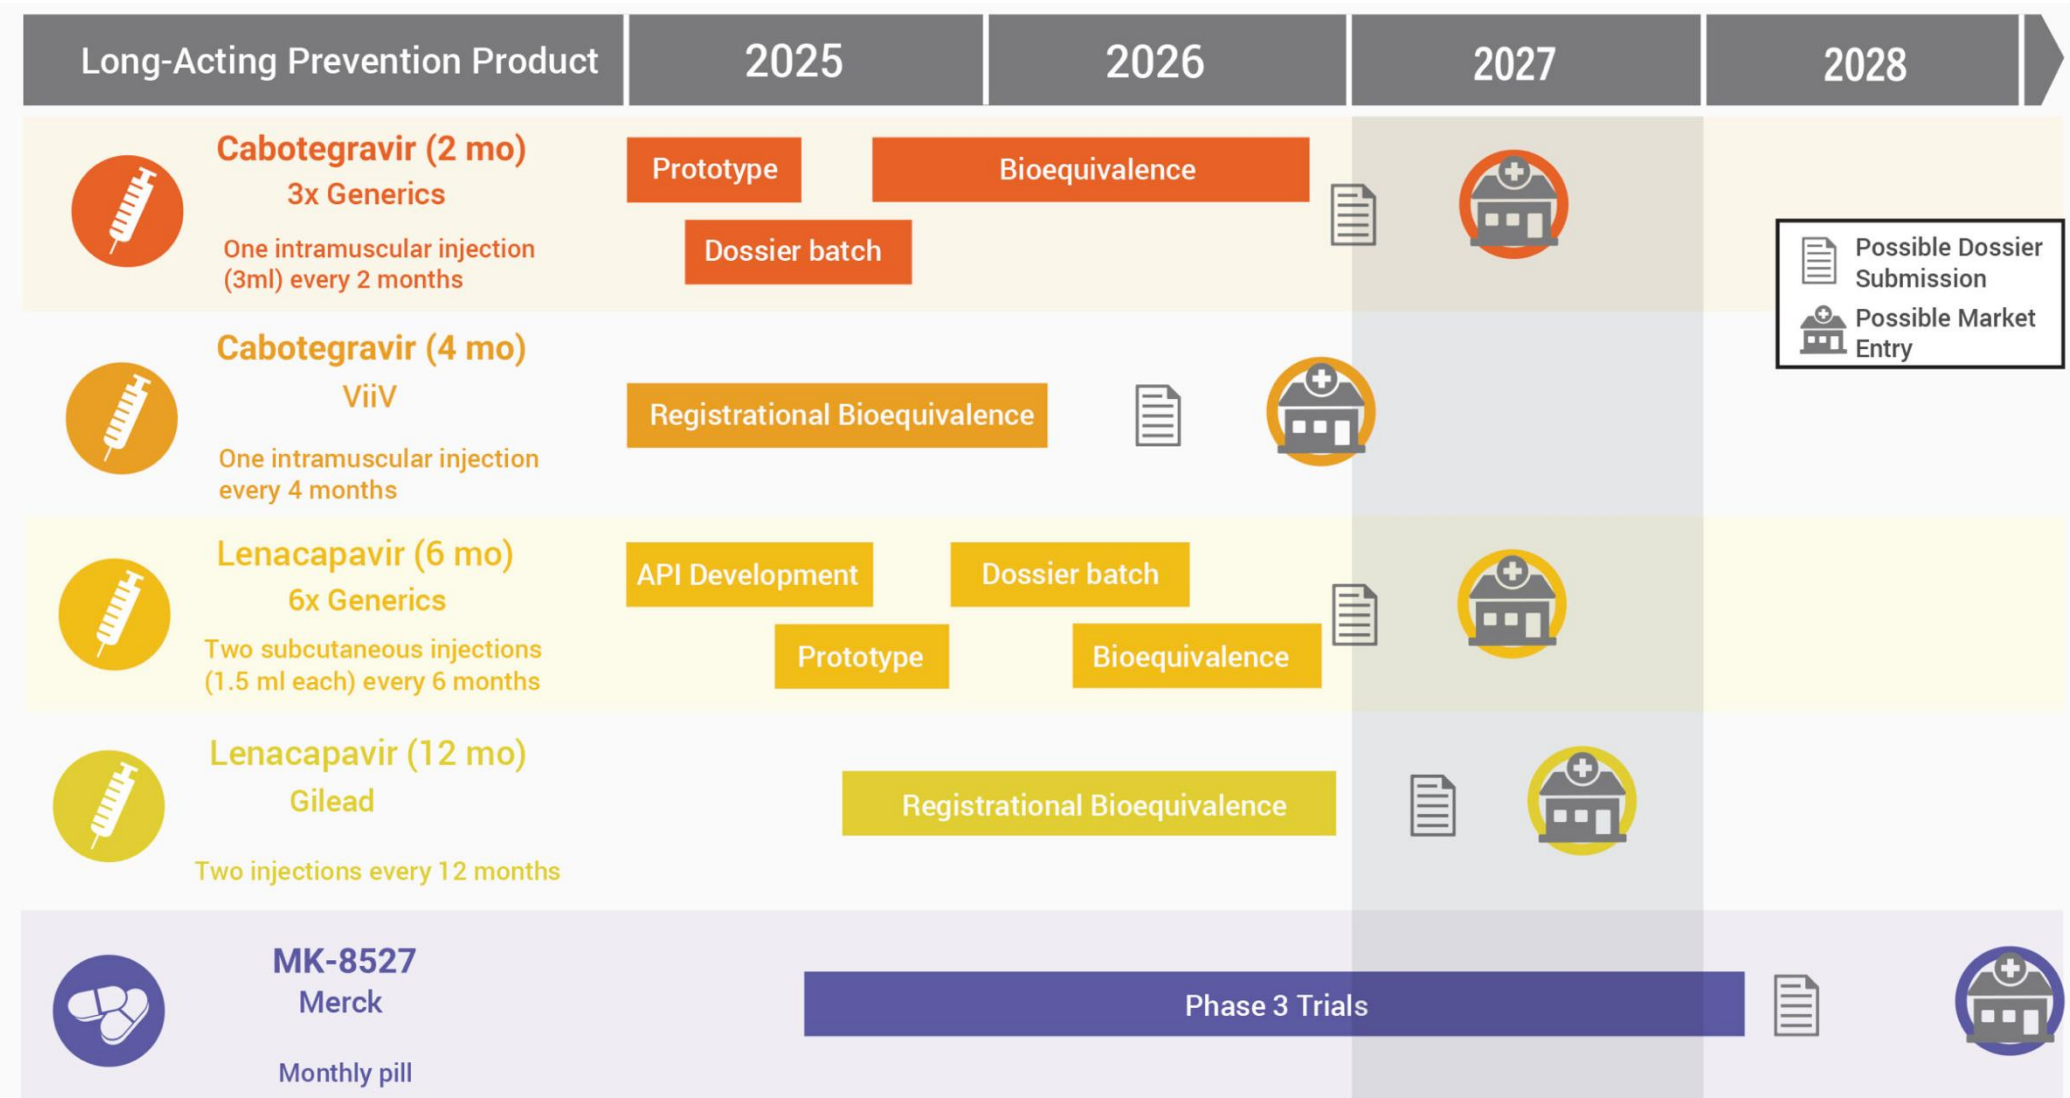 Long-Acting Prevention Product
2025
2026
2027
2028
Cabotegravir (2 mo)
3x Generics
One intramuscular injection
(3ml) every 2 months
Prototype
Bioequivalence
Dossier batch
Possible Dossier
Submission
Possible Market
Entry
Cabotegravir (4 mo)
ViiV
One intramuscular injection
every 4 months
Registrational Bioequivalence
Lenacapavir (6 mo)
6x Generics
Two subcutaneous injections
(1.5 ml each) every 6 months
API Development
Dossier batch
Prototype
Bioequivalence
Lenacapavir (12 mo)
Gilead
Two injections every 12 months
Registrational Bioequivalence
MK-8527
Merck
Monthly pill
Phase 3 Trials